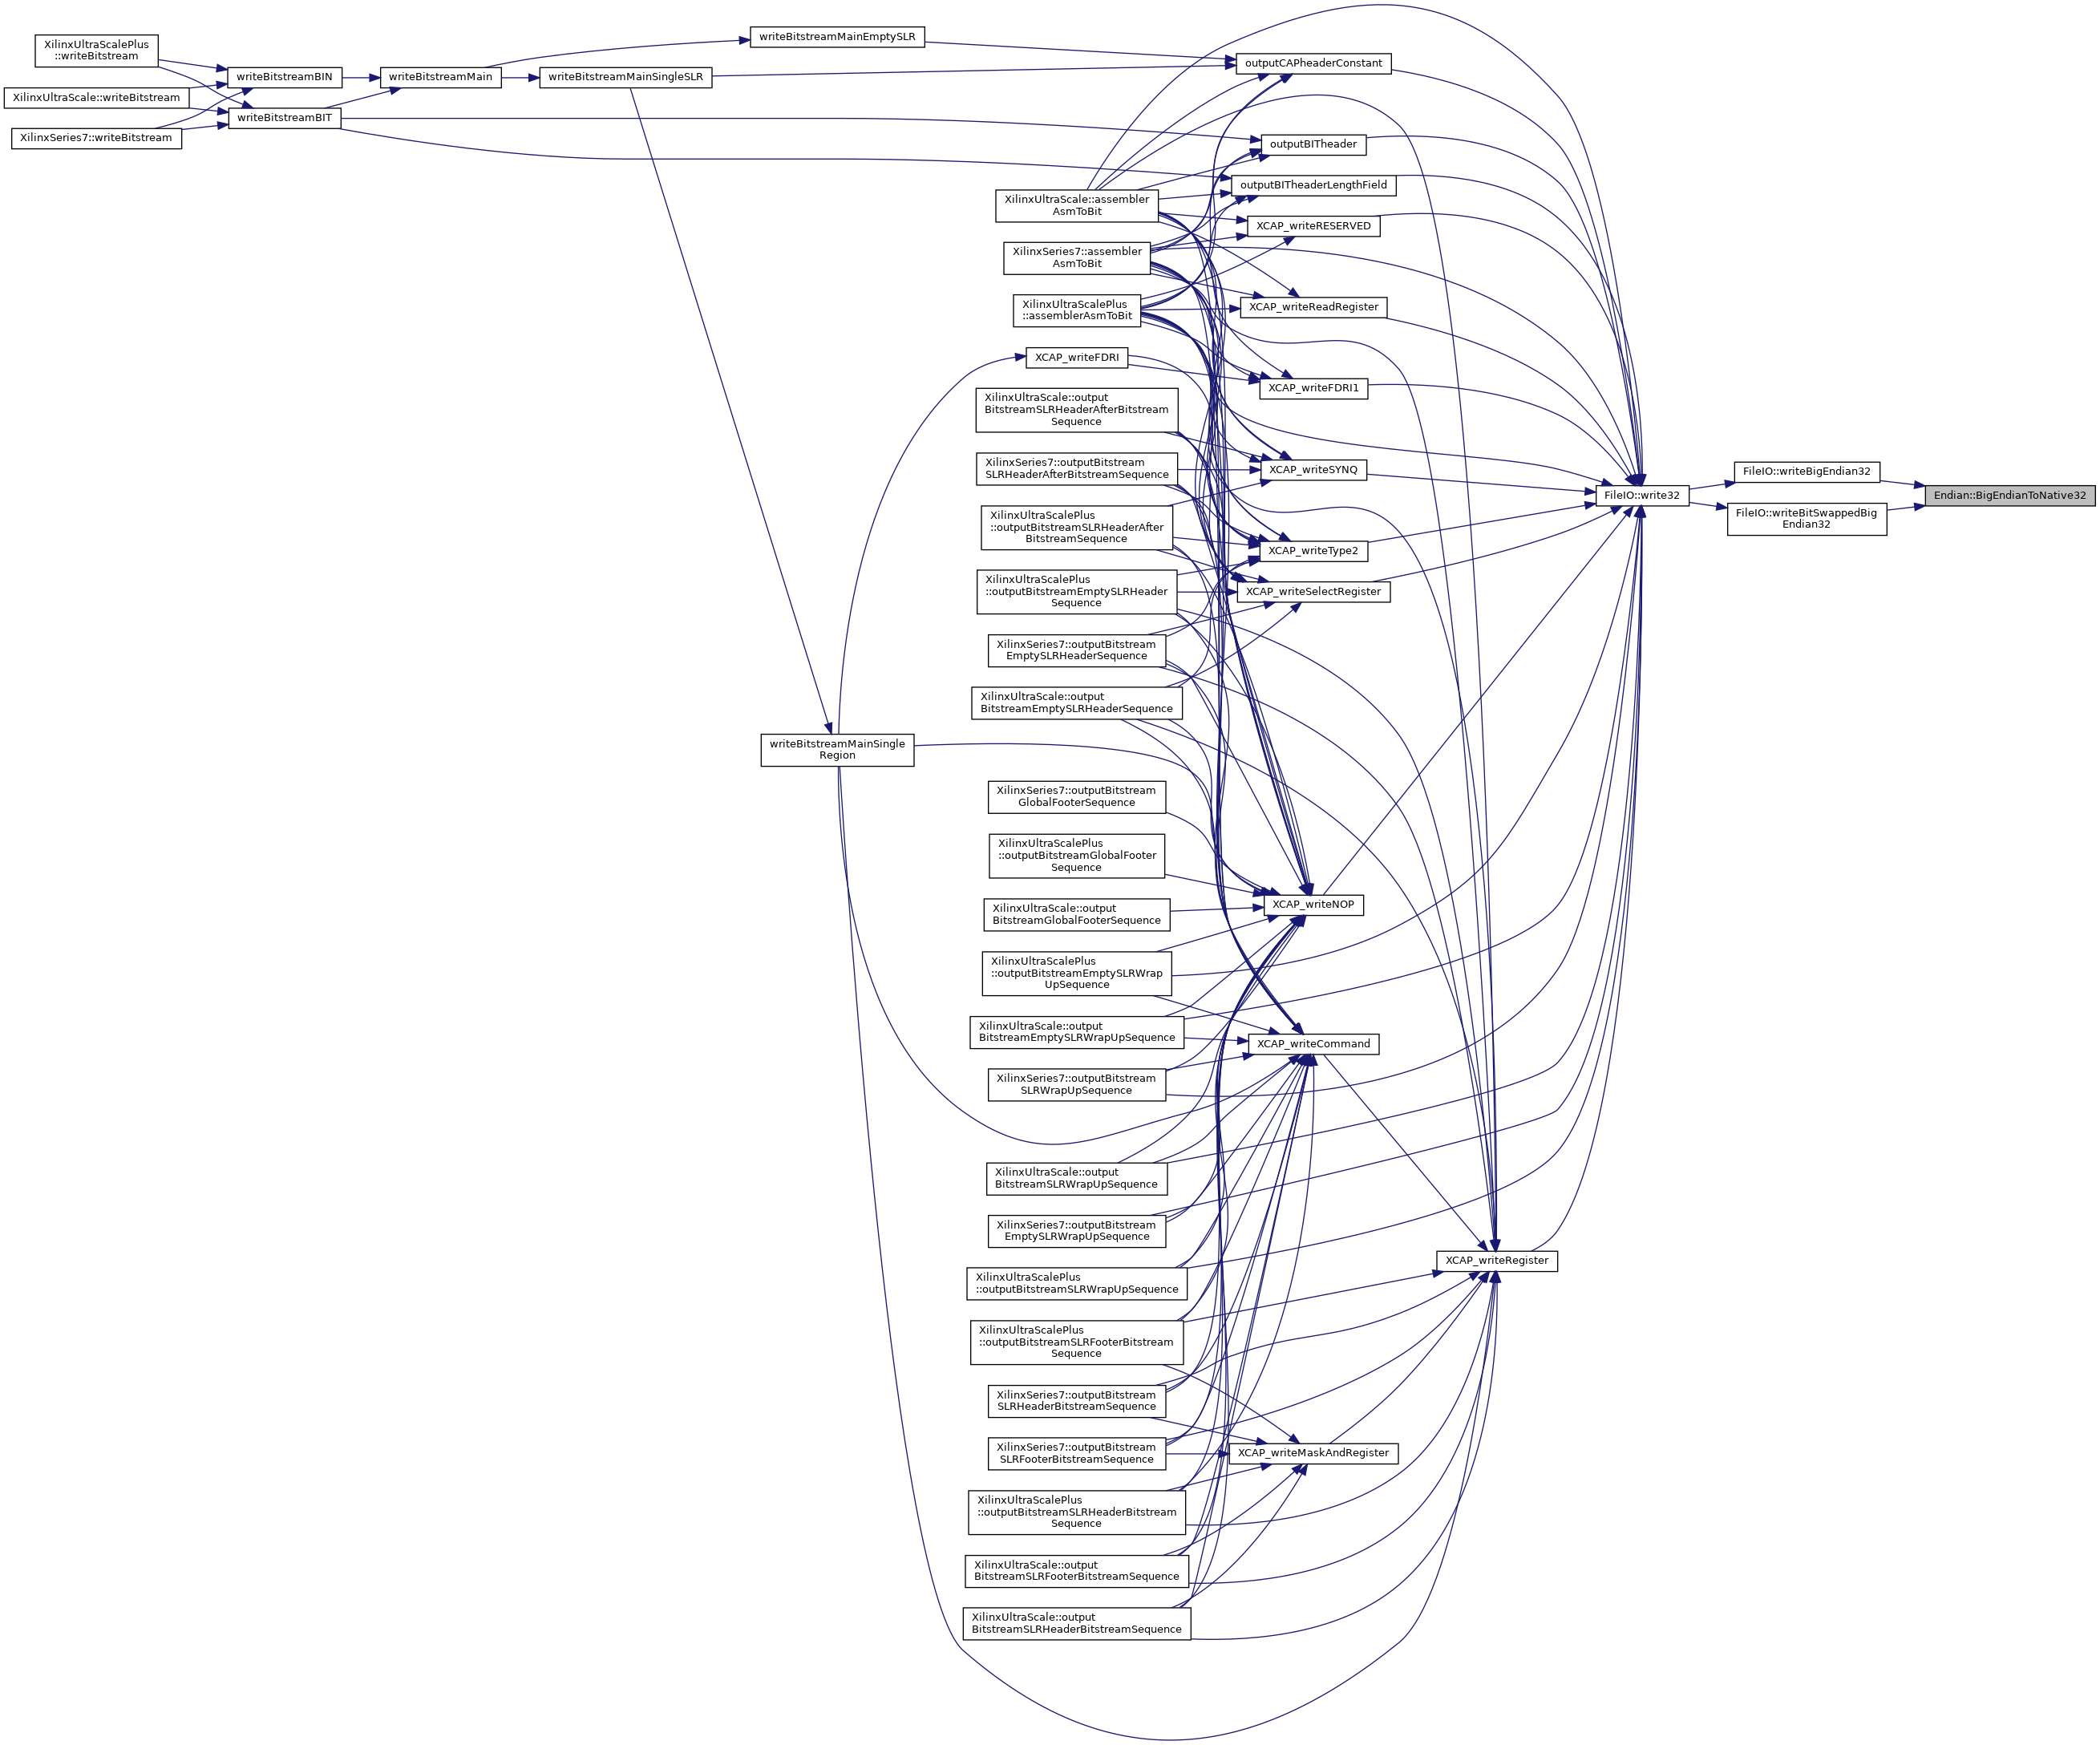 XilinxUltraScalePlus
::writeBitstream
XilinxUltraScale::writeBitstream
XilinxSeries7::writeBitstream
writeBitstreamBIN
writeBitstreamBIT
writeBitstreamMain
writeBitstreamMainSingleSLR
writeBitstreamMainEmptySLR
writeBitstreamMainSingle
Region
XilinxUltraScale::assembler
AsmToBit
XilinxSeries7::assembler
AsmToBit
XilinxUltraScalePlus
::assemblerAsmToBit
XCAP_writeFDRI
XilinxUltraScale::output
BitstreamSLRHeaderAfterBitstream
Sequence
XilinxSeries7::outputBitstream
SLRHeaderAfterBitstreamSequence
XilinxUltraScalePlus
::outputBitstreamSLRHeaderAfter
BitstreamSequence
XilinxUltraScalePlus
::outputBitstreamEmptySLRHeader
Sequence
XilinxSeries7::outputBitstream
EmptySLRHeaderSequence
XilinxUltraScale::output
BitstreamEmptySLRHeaderSequence
XilinxSeries7::outputBitstream
GlobalFooterSequence
XilinxUltraScalePlus
::outputBitstreamGlobalFooter
Sequence
XilinxUltraScale::output
BitstreamGlobalFooterSequence
XilinxUltraScalePlus
::outputBitstreamEmptySLRWrap
UpSequence
XilinxUltraScale::output
BitstreamEmptySLRWrapUpSequence
XilinxSeries7::outputBitstream
SLRWrapUpSequence
XilinxUltraScale::output
BitstreamSLRWrapUpSequence
XilinxSeries7::outputBitstream
EmptySLRWrapUpSequence
XilinxUltraScalePlus
::outputBitstreamSLRWrapUpSequence
XilinxUltraScalePlus
::outputBitstreamSLRFooterBitstream
Sequence
XilinxSeries7::outputBitstream
SLRHeaderBitstreamSequence
XilinxSeries7::outputBitstream
SLRFooterBitstreamSequence
XilinxUltraScalePlus
::outputBitstreamSLRHeaderBitstream
Sequence
XilinxUltraScale::output
BitstreamSLRFooterBitstreamSequence
XilinxUltraScale::output
BitstreamSLRHeaderBitstreamSequence
outputCAPheaderConstant
outputBITheader
outputBITheaderLengthField
XCAP_writeRESERVED
XCAP_writeReadRegister
XCAP_writeFDRI1
XCAP_writeSYNQ
XCAP_writeType2
XCAP_writeSelectRegister
XCAP_writeNOP
XCAP_writeCommand
XCAP_writeMaskAndRegister
XCAP_writeRegister
FileIO::write32
FileIO::writeBigEndian32
FileIO::writeBitSwappedBig
Endian32
Endian::BigEndianToNative32